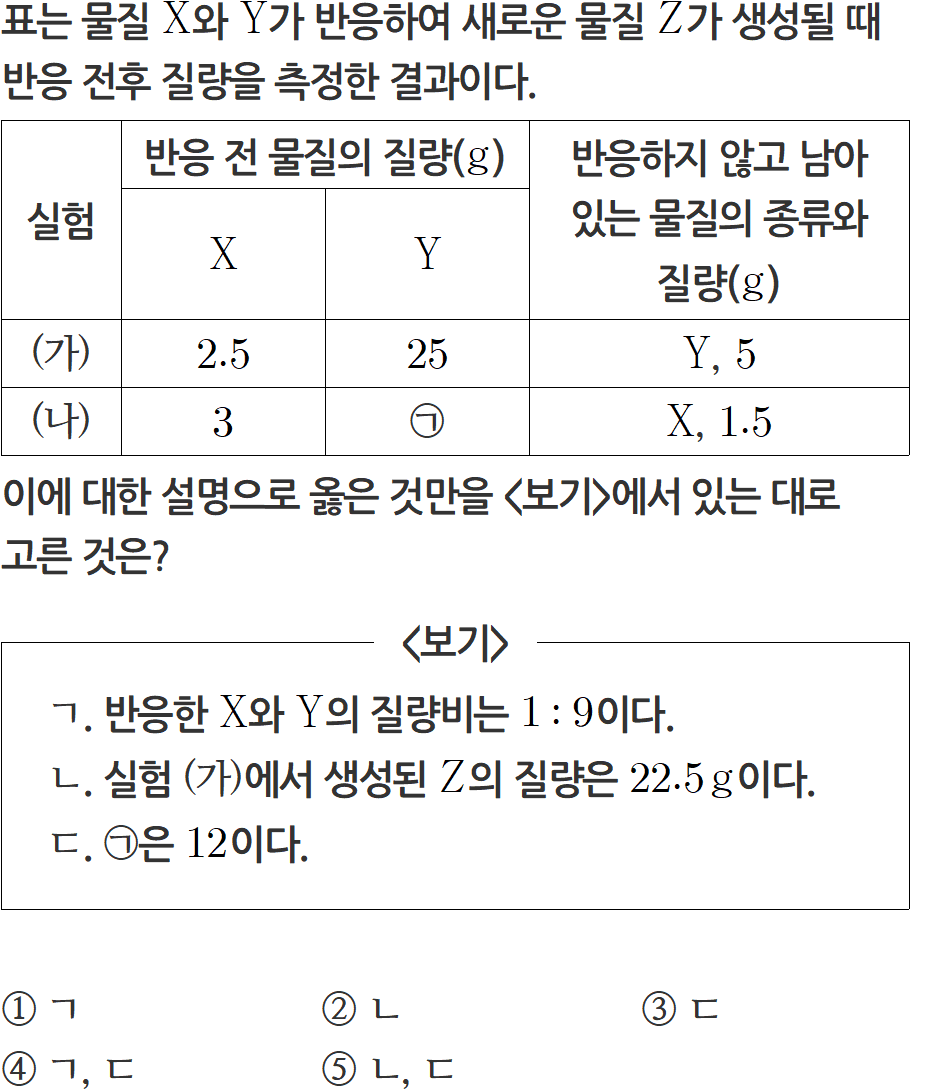 표는 물질 X와 Y가 반응하여 새로운 물질 Z가 생성될 때
반응 전후 질량을 측정한 결과이다.
실험
반응 전 물질의 질량(g)
X
Y
반응하지 않고 남아
있는 물질의 종류와
질량(g)
(가) 2.5 25 Y, 5
(나) 3 ㉠ X, 1.5
이에 대한 설명으로 옳은 것만을 <보기>에서 있는 대로
고른 것은?
<보기>
ㄱ. 반응한 X와 Y의 질량비는 1 : 9이다.
ㄴ. 실험 (가)에서 생성된 Z의 질량은 22.5 g이다.
ㄷ. ㉠은 12이다.
① ㄱ ② ㄴ ③ ㄷ
④ ㄱ, ㄷ ⑤ ㄴ, ㄷ